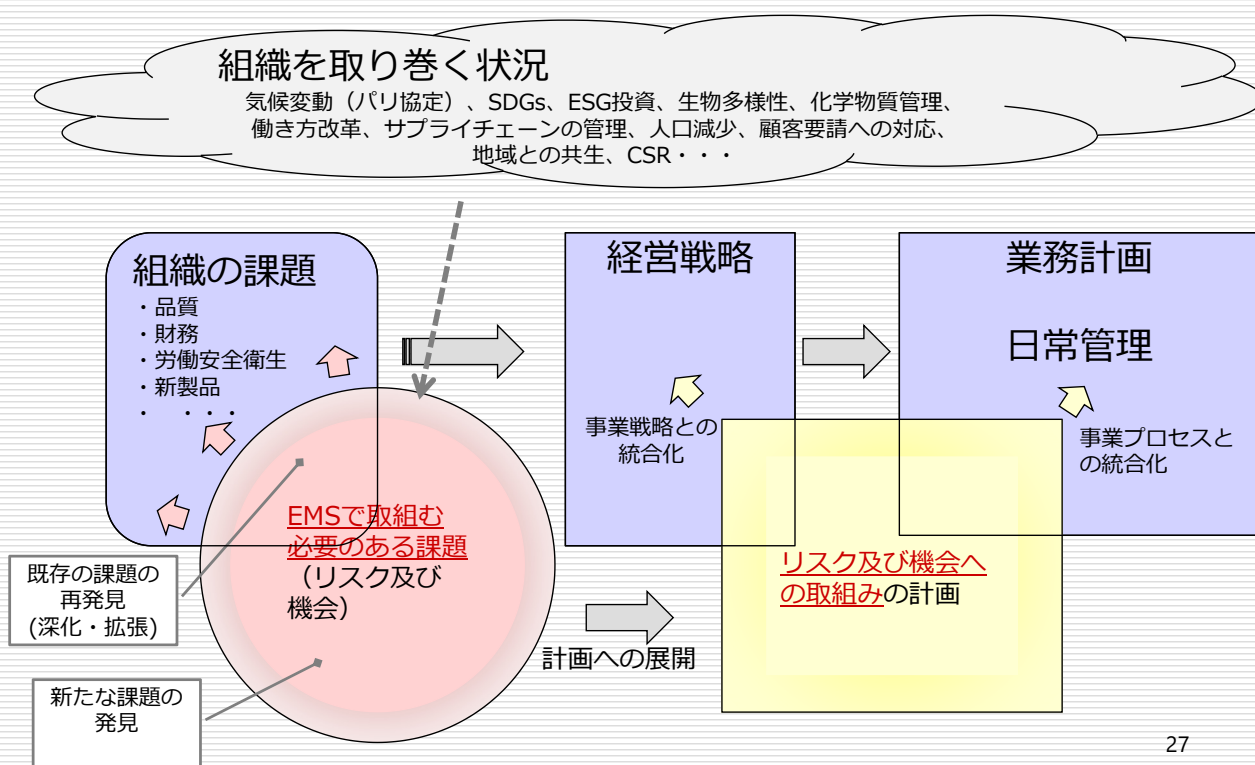 組織を取り巻く状況
気候変動（パリ協定）、SDGs、ESG投資、生物多様性、化学物質管理、
働き方改革、サプライチェーンの管理、人口減少、顧客要請への対応、
地域との共生、CSR・・・
組織の課題
・品質
・財務
・労働安全衛生
・新製品
・　・・・
経営戦略
事業戦略との
統合化
業務計画
日常管理
事業プロセスと
の統合化
EMSで取組む
必要のある課題
（リスク及び
機会）
既存の課題の
再発見
(深化・拡張)
新たな課題の
発見
計画への展開
リスク及び機会へ
の取組みの計画
27